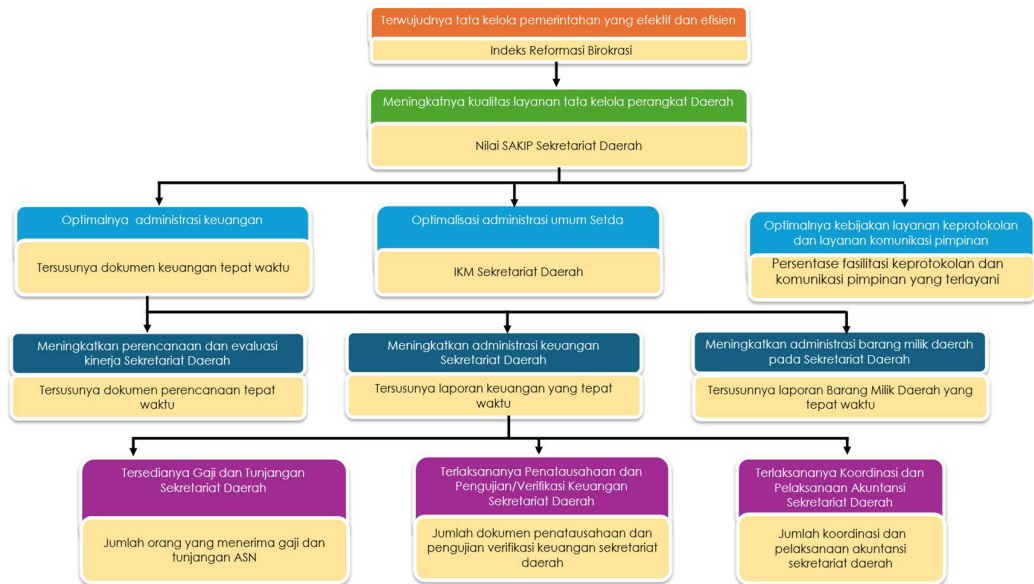 Terwujudnya tata kelola pemerintahan yang efektif dan efisien
Indeks Reformasi Birokrasi
Meningkatnya kualitas layanan tata kelola perangkat Daerah
Nilai SAKIP Sekretariat Daerah
Optimalnya administrasi keuangan
Tersusunya dokumen keuangan tepat waktu
Optimalisasi administrasi umum Setda
IKM Sekretariat Daerah
Optimalnya kebijakan layanan keprotokolan
dan layanan komunikasi pimpinan
Persentase fasilitasi keprotokolan dan
komunikasi pimpinan yang terlayani
Meningkatkan perencanaan dan evaluasi
kinerja Sekretariat Daerah
Tersusunya dokumen perencanaan tepat
waktu
Meningkatkan administrasi keuangan
Sekretariat Daerah
Tersusunya laporan keuangan yang tepat
waktu
Meningkatkan administrasi barang milik daerah
pada Sekretariat Daerah
Tersusunnya laporan Barang Milik Daerah yang
tepat waktu
Tersedianya Gaji dan Tunjangan
Sekretariat Daerah
Jumlah orang yang menerima gaji dan
tunjangan ASN
Terlaksananya Penatausahaan dan
Pengujian/Verifikasi Keuangan
Sekretariat Daerah
Jumlah dokumen penatausahaan dan
pengujian verifikasi keuangan sekretariat
daerah
Terlaksananya Koordinasi dan
Pelaksanaan Akuntansi
Sekretariat Daerah
Jumlah koordinasi dan
pelaksanaan akuntansi
sekretariat daerah